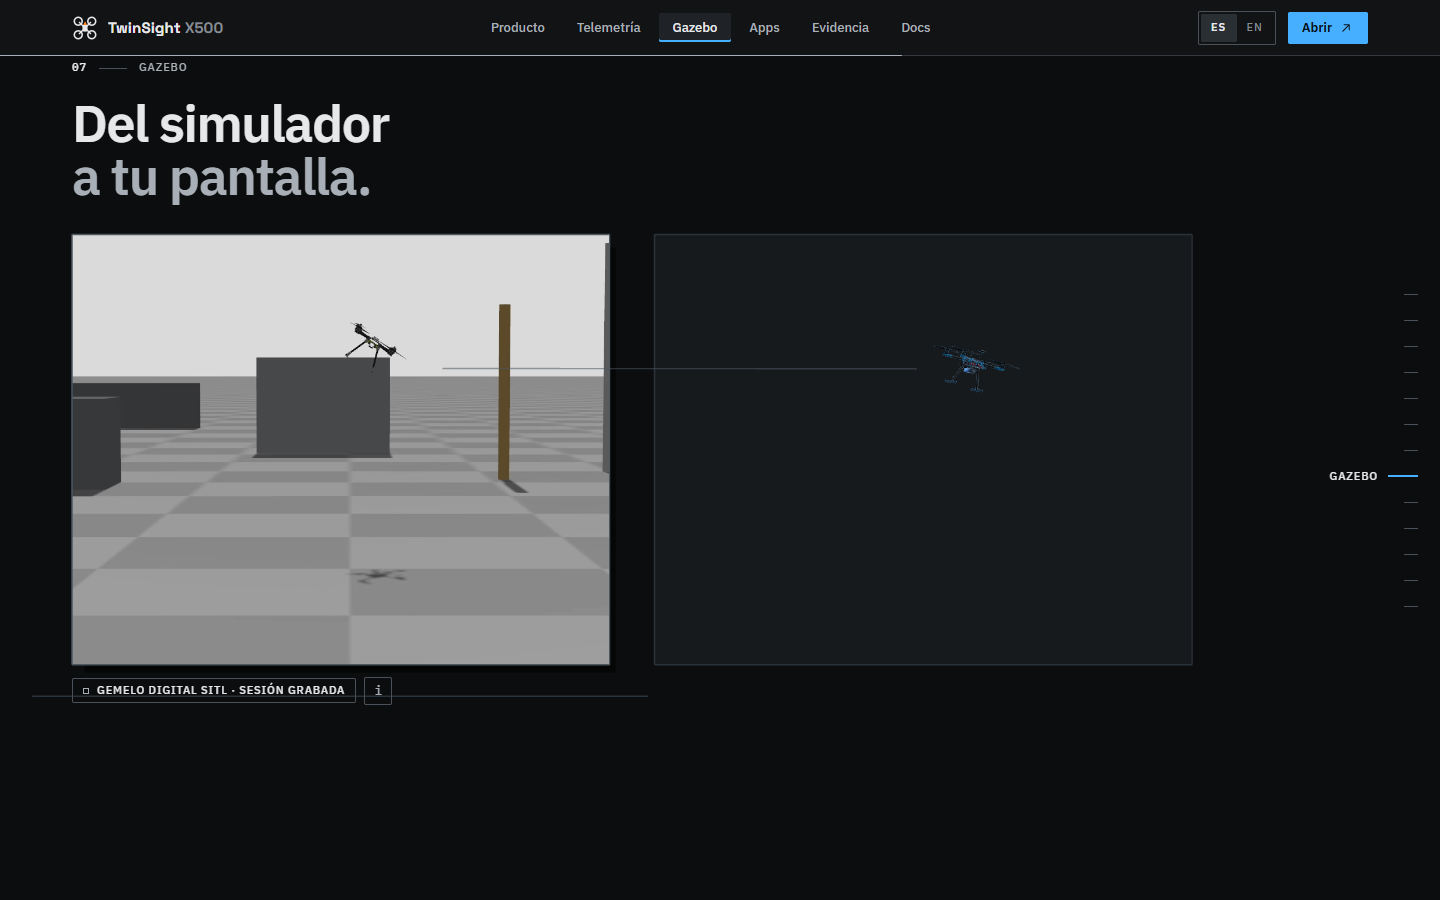 TwinSight X500
Producto
Telemetría
Gazebo
Apps
Evidencia
Docs
ES
EN
Abrir
07
GAZEBO
Del simulador
a tu pantalla.
GAZEBO
GEMELO DIGITAL SITL · SESIÓN GRABADA
i